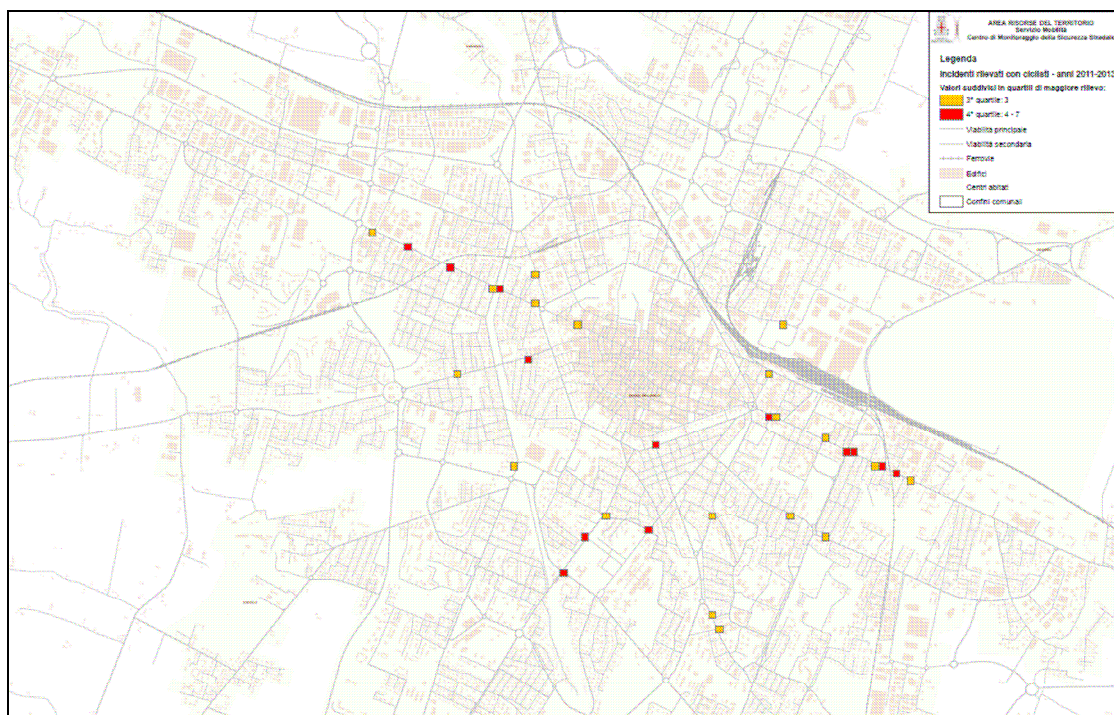 AREA RISORSE DEL TERRITORIO
Servizio Mobilità
Centro di Monitoraggio della Sicurezza Stradale
Legenda
Incidenti rilevati con ciclisti - anni 2011-2013
Valori suddivisi in quartili di maggiore rilievo:
3° quartile: 3
4° quartile: 4 - 7
Viabilità principale
Viabilità secondaria
Ferrovie
Edifici
Centri abitati
Confini comunali